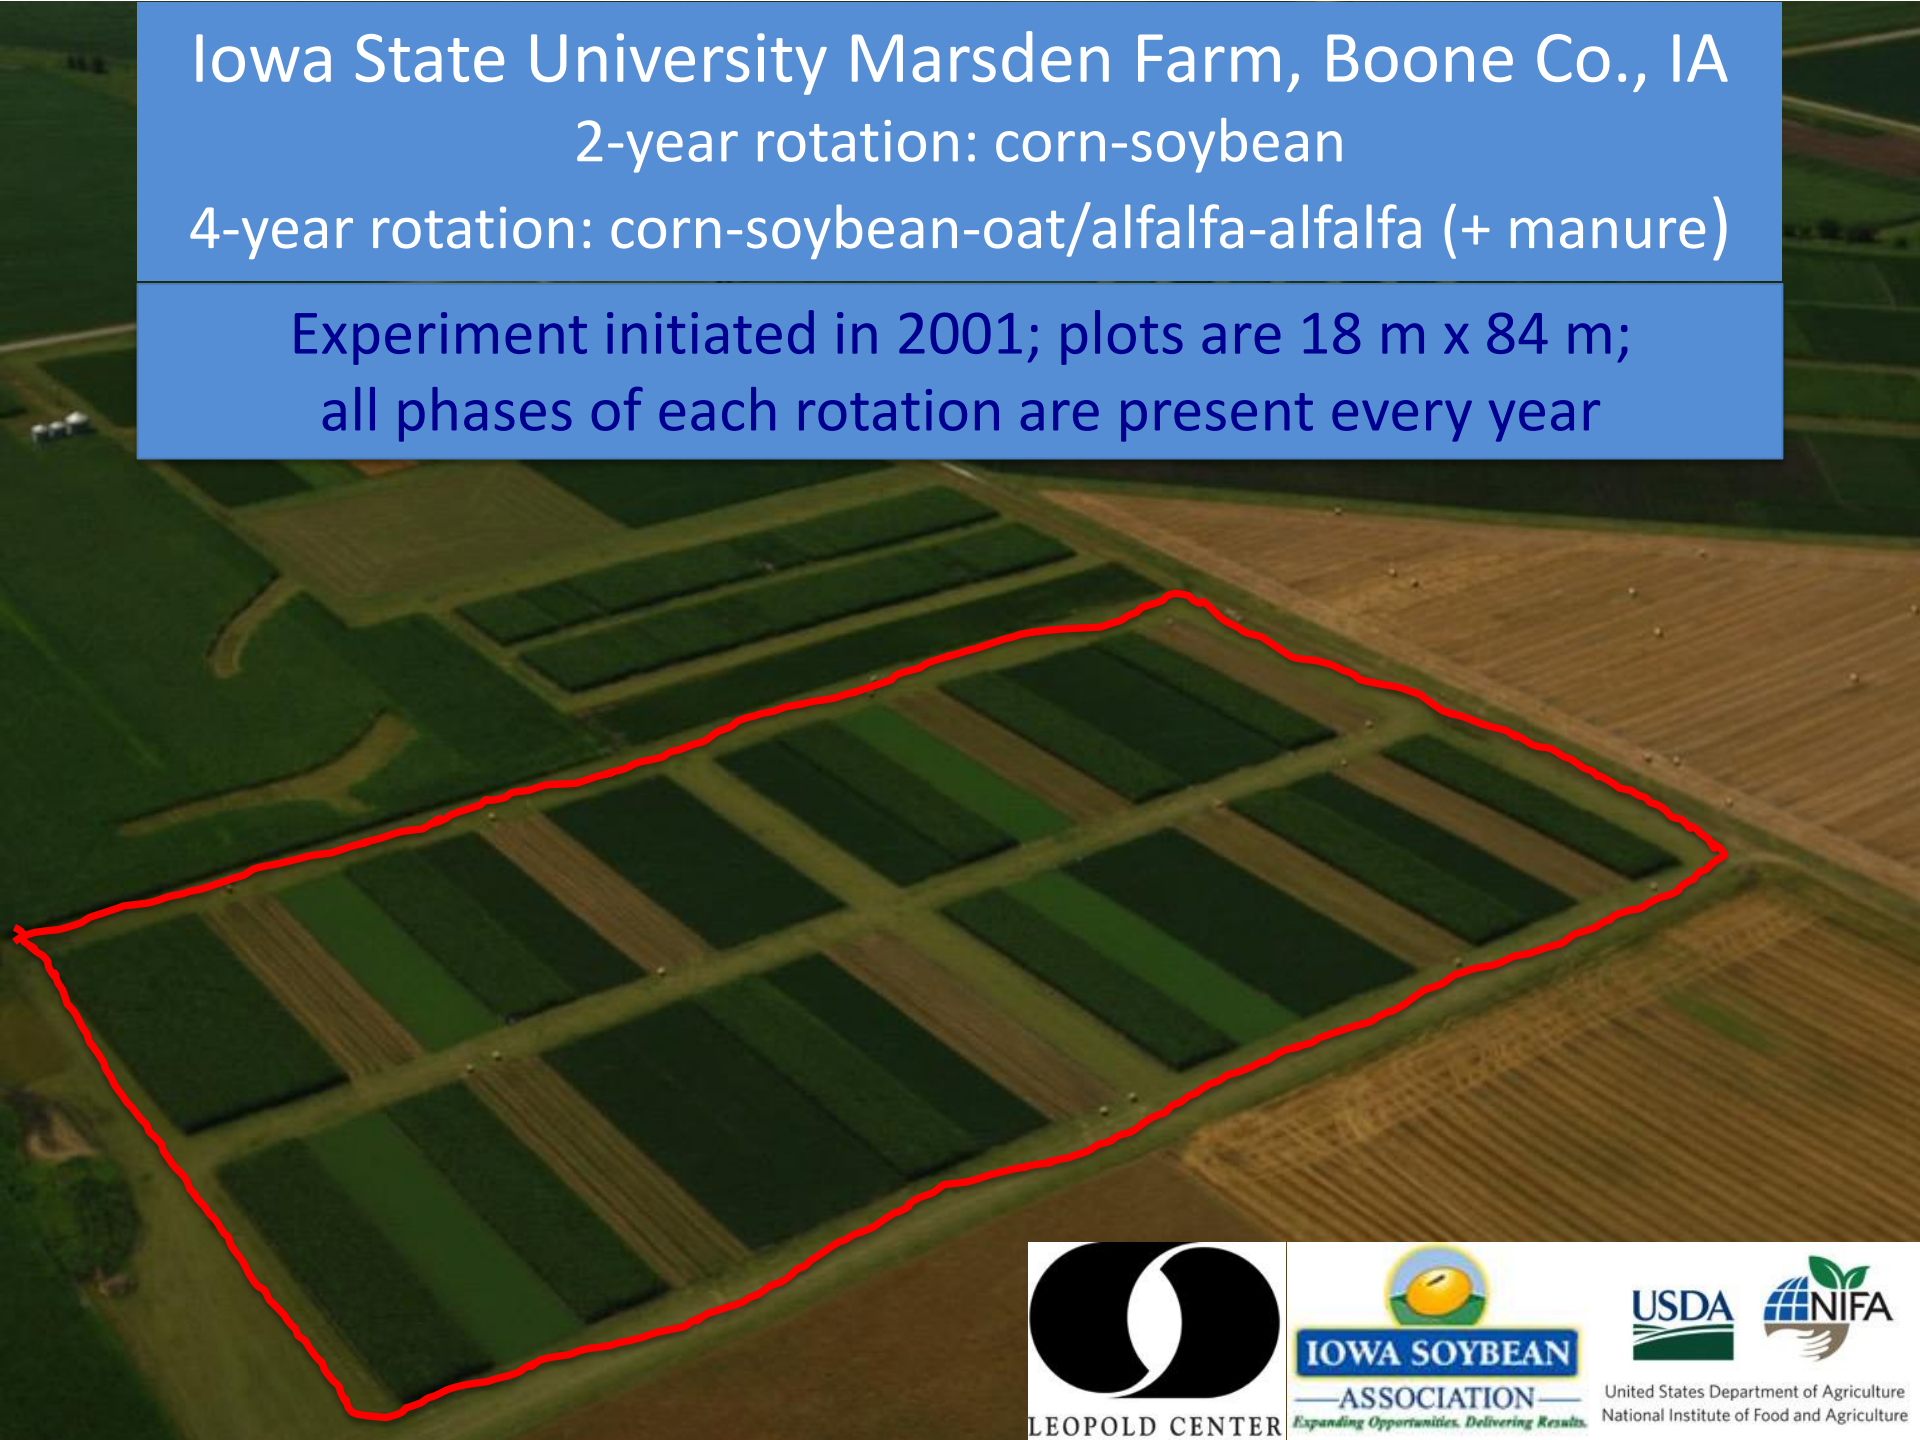 Iowa State University Marsden Farm, Boone Co., IA
2-year rotation: corn-soybean
4-year rotation: corn-soybean-oat/alfalfa-alfalfa (+ manure)
Experiment initiated in 2001; plots are 18 m x 84 m;
all phases of each rotation are present every year
LEOPOLD CENTER
IOWA SOYBEAN
ASSOCIATION
Expanding Opportunities. Delivering Results.
USDA
NIFA
United States Department of Agriculture
National Institute of Food and Agriculture